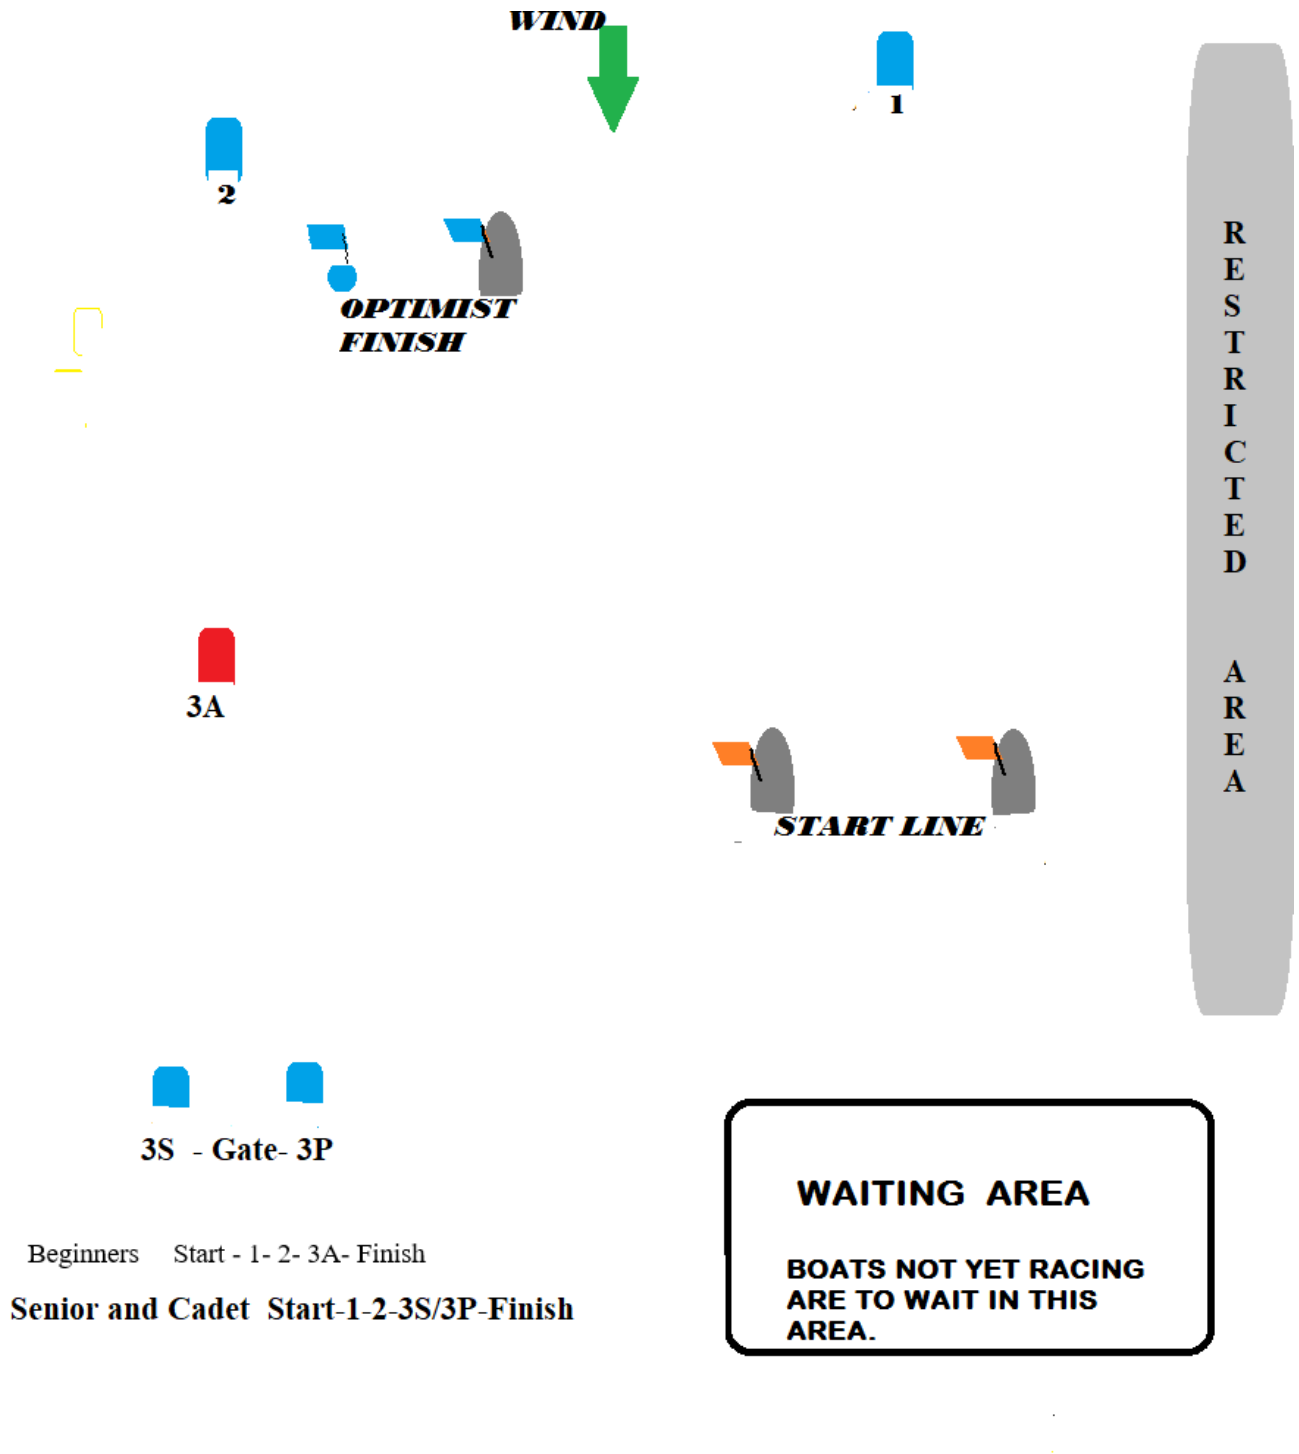 WIND
1
2
OPTIMIST
FINISH
R
E
S
T
R
I
C
T
E
D
A
R
E
A
3A
START LINE
3S - Gate- 3P
WAITING AREA
BOATS NOT YET RACING
ARE TO WAIT IN THIS
AREA.
Beginners Start - 1- 2- 3A- Finish
Senior and Cadet Start-1-2-3S/3P-Finish